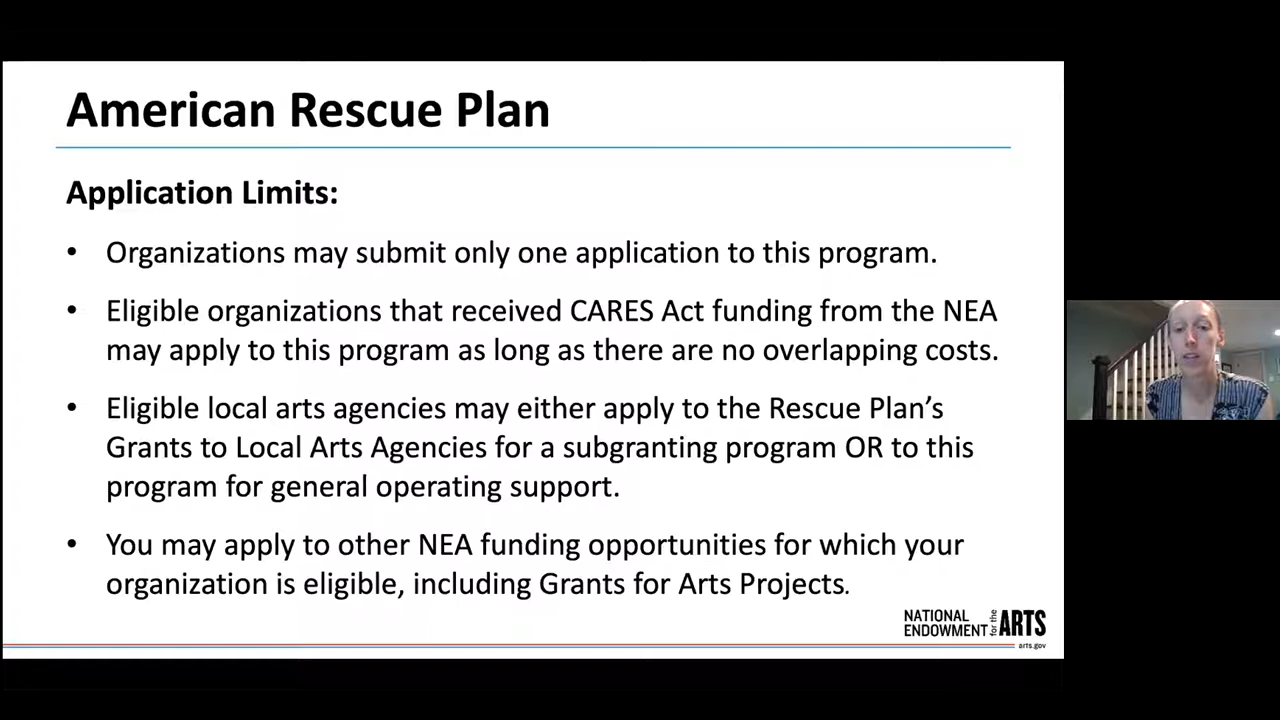 American Rescue Plan
Application Limits:
• Organizations may submit only one application to this program.
• Eligible organizations that received CARES Act funding from the NEA
may apply to this program as long as there are no overlapping costs.
• Eligible local arts agencies may either apply to the Rescue Plan’s
Grants to Local Arts Agencies for a subgranting program OR to this
program for general operating support.
• You may apply to other NEA funding opportunities for which your
organization is eligible, including Grants for Arts Projects.
NATIONAL
ENDOWMENT for the ARTS
arts.gov